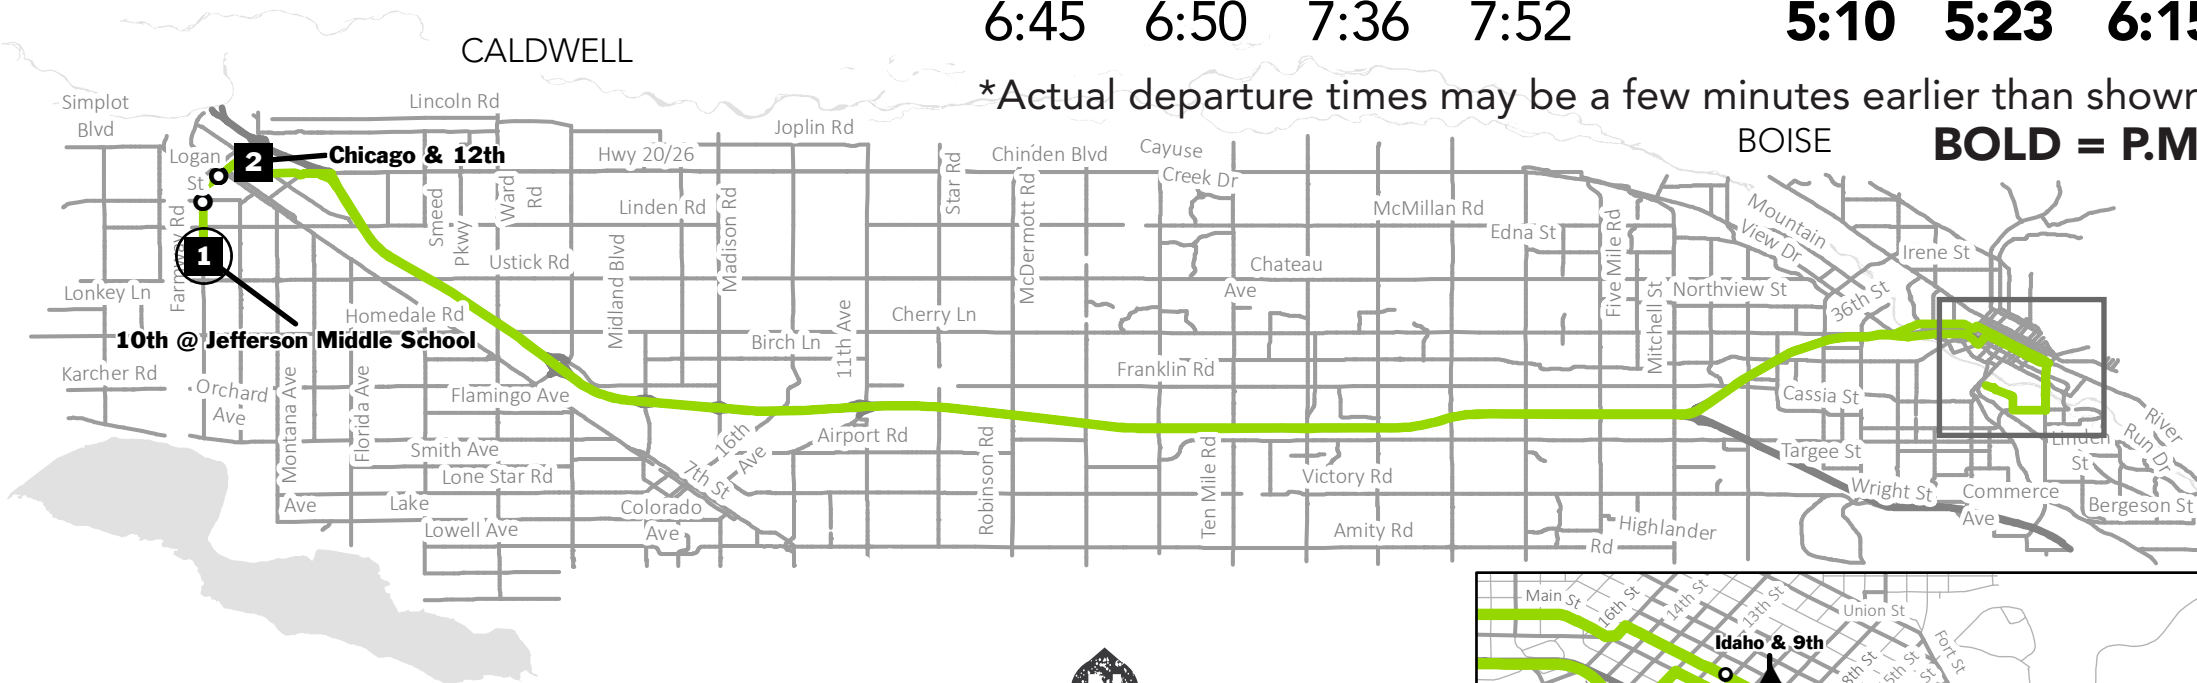 6:45 6:50 7:36 7:52 5:10 5:23
CALDWELL
*Actual departure times may be a few minutes earlier than shown
BOISE
BOLD = P.M
Simplot
Blvd
Lincoln Rd
Joplin Rd
Logan
St
2
Chicago & 12th
Hwy 20/26
Star Rd
Chinden Blvd
Cayuse
Creek Dr
Farmway Rd
Smeed
Pkwy
Ward
Rd
Linden Rd
Madison Rd
McDermott Rd
McMillan Rd
Edna St
Five Mile Rd
Mountain
View Dr
Irene St
1
Ustick Rd
Midland Blvd
Chateau
Ave
Mitchell St
Northview St
36th St
Lonkey Ln
Homedale Rd
10th @ Jefferson Middle School
Cherry Ln
Birch Ln
11th Ave
Karcher Rd
Orchard
Ave
Montana Ave
Florida Ave
Flamingo Ave
Franklin Rd
Cassia St
Smith Ave
16th
Ave
Airport Rd
Robinson Rd
Ten Mile Rd
Targee St
Linden
St
River
Run Dr
Lone Star Rd
7th St
Victory Rd
Wright St
Commerce
Ave
Bergeson St
Ave
Lake
Lowell Ave
Colorado
Ave
Amity Rd
Highlander
Rd
Main St
16th St
14th St
13th St
Union St
Idaho & 9th
Fort St
8th St
5th St
St